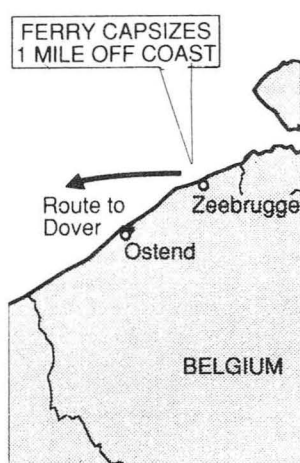 FERRY CAPSIZES
1 MILE OFF COAST
Route to
Dover
Zeebrugge
Ostend
BELGIUM